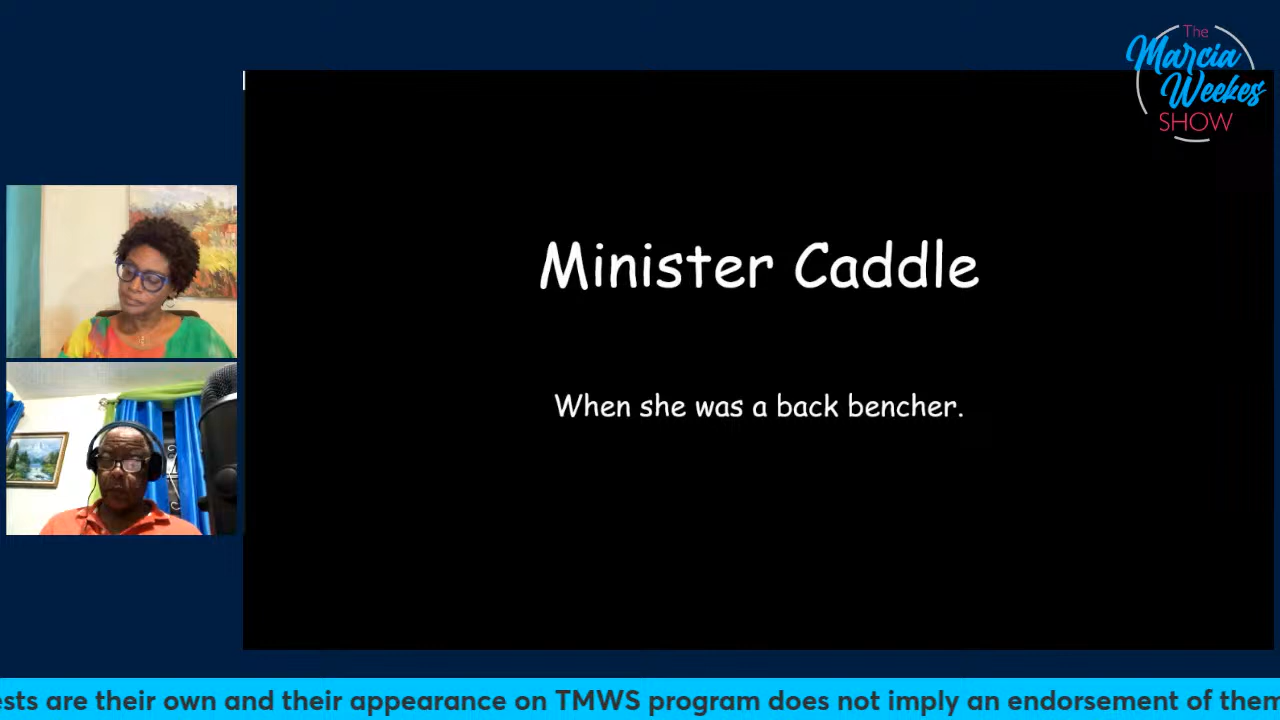 The
Marcia
Weekes
SHOW
Minister Caddle
When she was a back bencher.
ests are their own and their appearance on TMWS program does not imply an endorsement of them